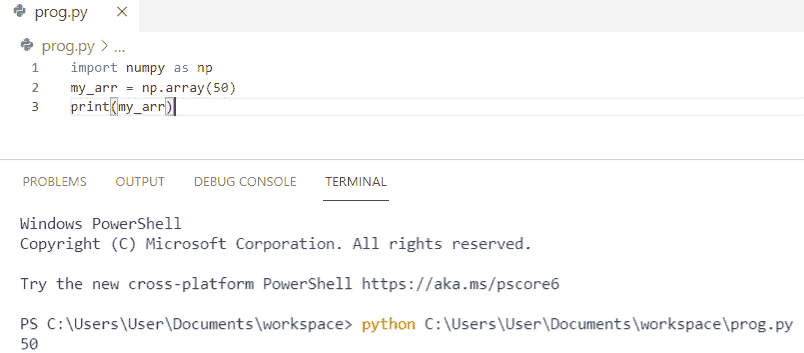 prog.py ×
prog.py > ...
1 import numpy as np
2 my_arr = np.array(50)
3 print(my_arr)
PROBLEMS OUTPUT DEBUG CONSOLE TERMINAL
Windows PowerShell
Copyright (C) Microsoft Corporation. All rights reserved.
Try the new cross-platform PowerShell https://aka.ms/pscore6
PS C:\Users\User\Documents\workspace> python C:\Users\User\Documents\workspace\prog.py
50